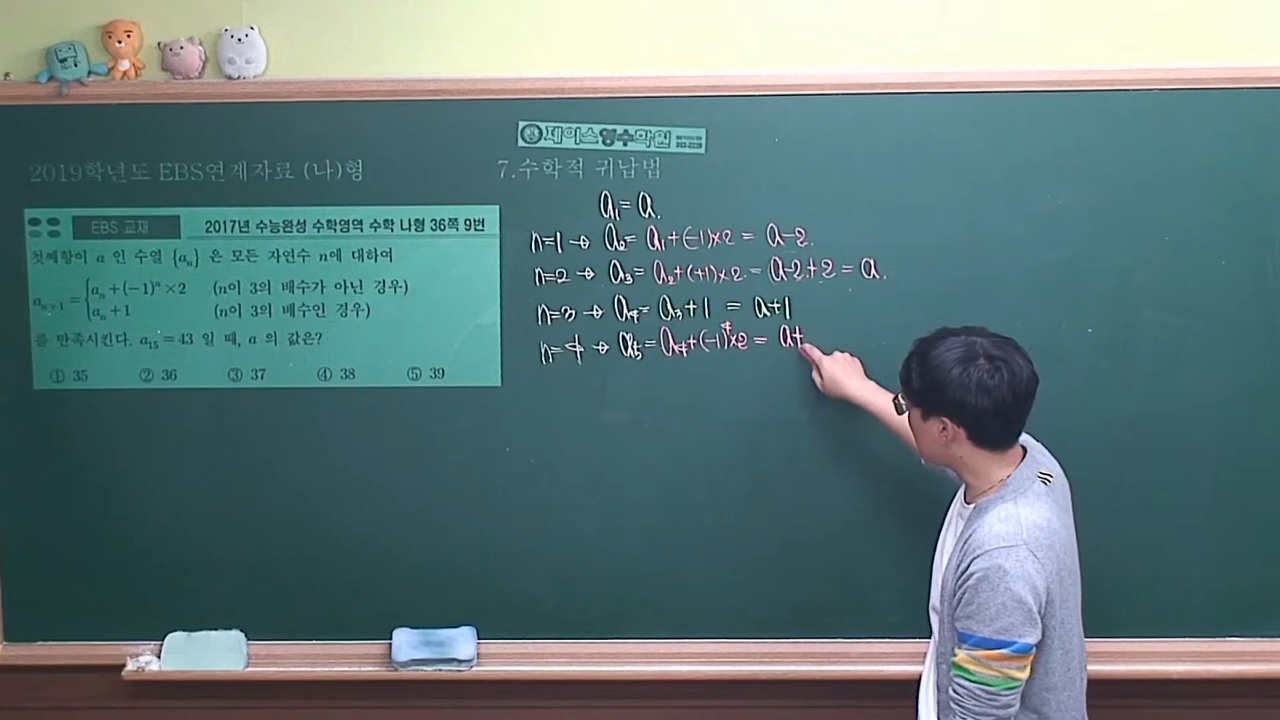 제이스영수학원
2019학년도 EBS연계자료 (나)형
7.수학적 귀납법
EBS 교재
2017년 수능완성 수학영역 수학 나형 36쪽 9번
첫째항이 a 인 수열 {aₙ} 은 모든 자연수 n에 대하여
aₙ₊₁ = { aₙ+(-1)ⁿ×2 (n이 3의 배수가 아닌 경우)
aₙ+1 (n이 3의 배수인 경우)
를 만족시킨다. a₁₅=43 일 때, a 의 값은?
① 35 ② 36 ③ 37 ④ 38 ⑤ 39
a₁= a.
n=1 → a₂= a₁+(-1)×2 = a-2.
n=2 → a₃= a₂+(+1)×2 = a-2+2 = a.
n=3 → a₄= a₃+1 = a+1
n=4 → a₅= a₄+(-1)⁴×2 = a+